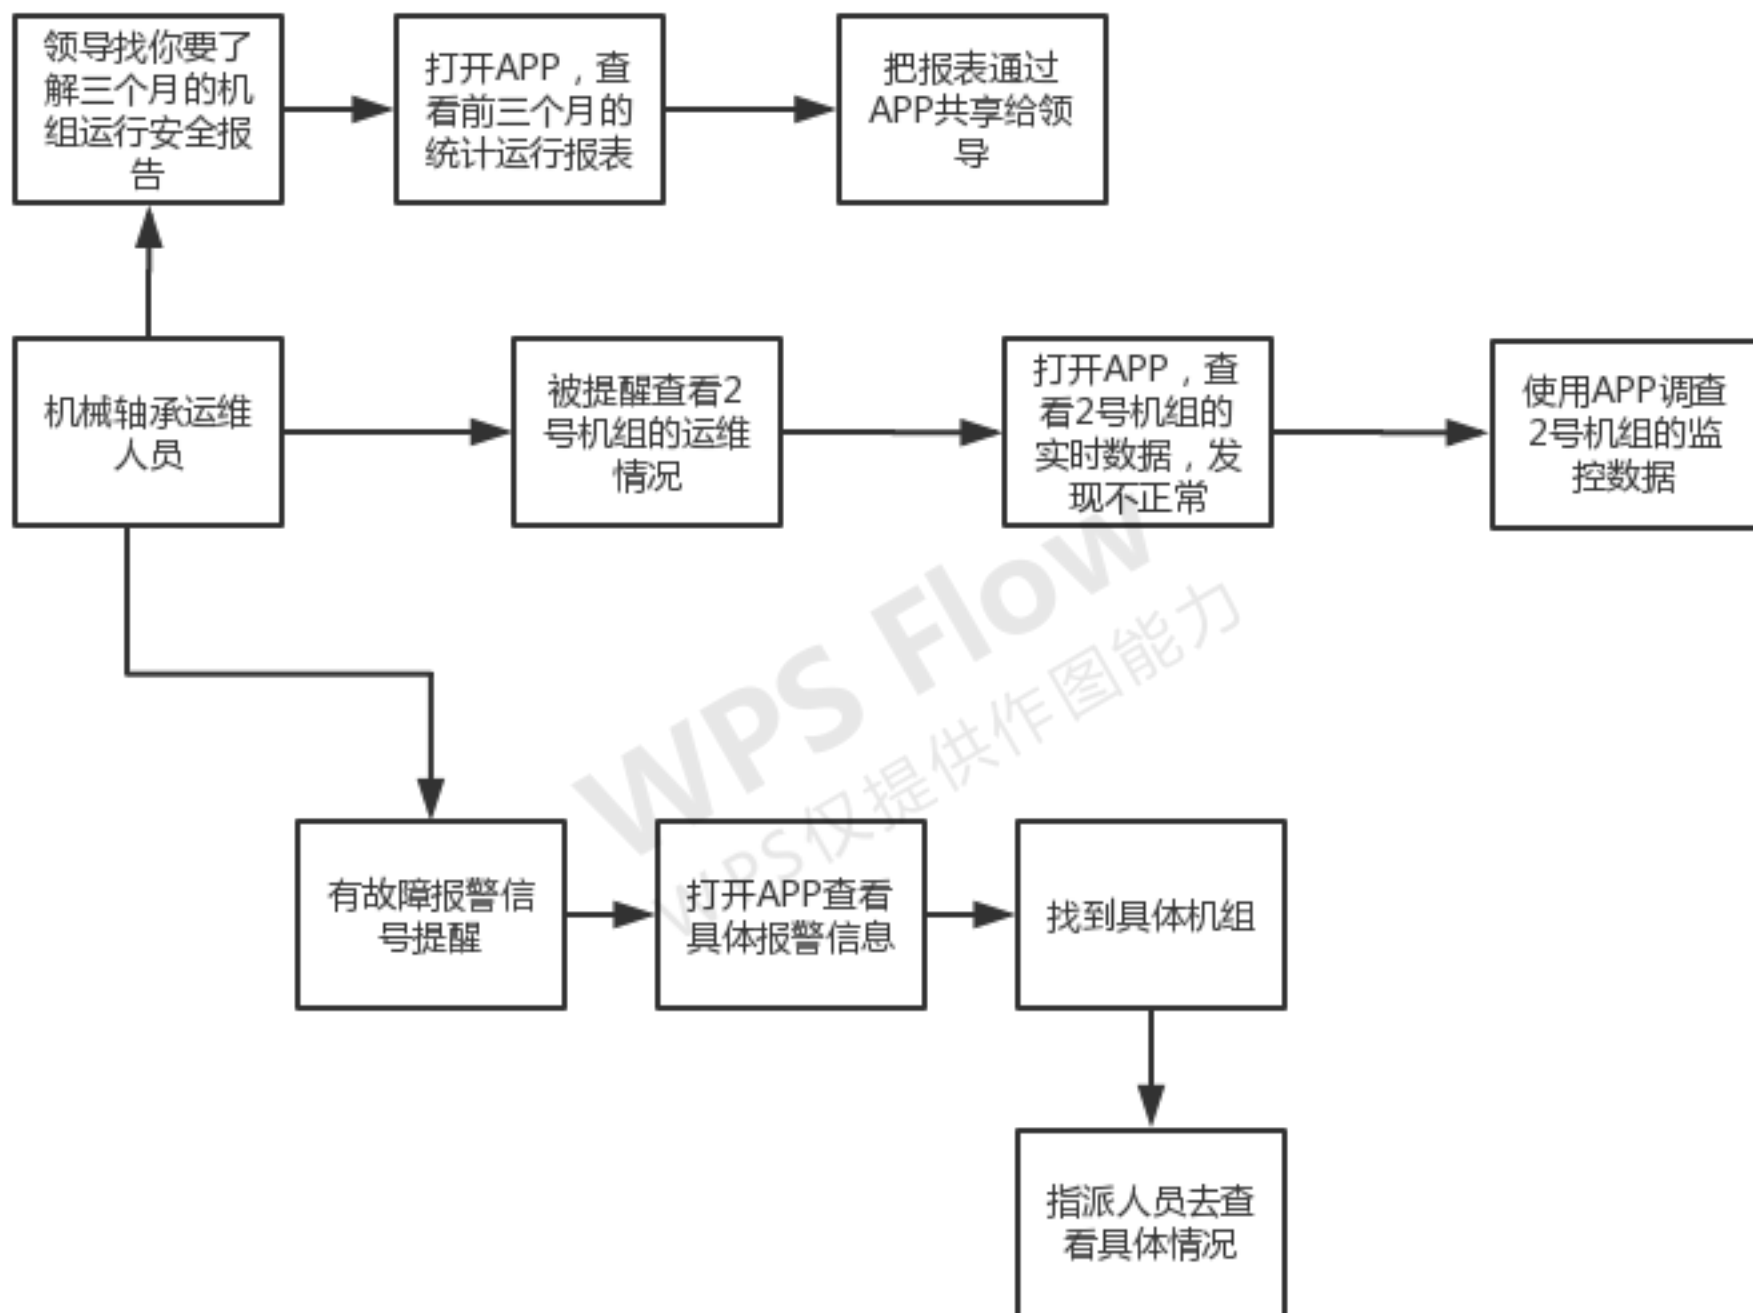 领导找你要了
解三个月的机
组运行安全报
告
打开APP，查
看前三个月的
统计运行报表
把报表通过
APP共享给领
导
机械轴承运维
人员
被提醒查看2
号机组的运维
情况
打开APP，查
看2号机组的
实时数据，发
现不正常
使用APP调查
2号机组的监
控数据
有故障报警信
号提醒
打开APP查看
具体报警信息
找到具体机组
指派人员去查
看具体情况
WPS Flow
WPS仅提供作图能力